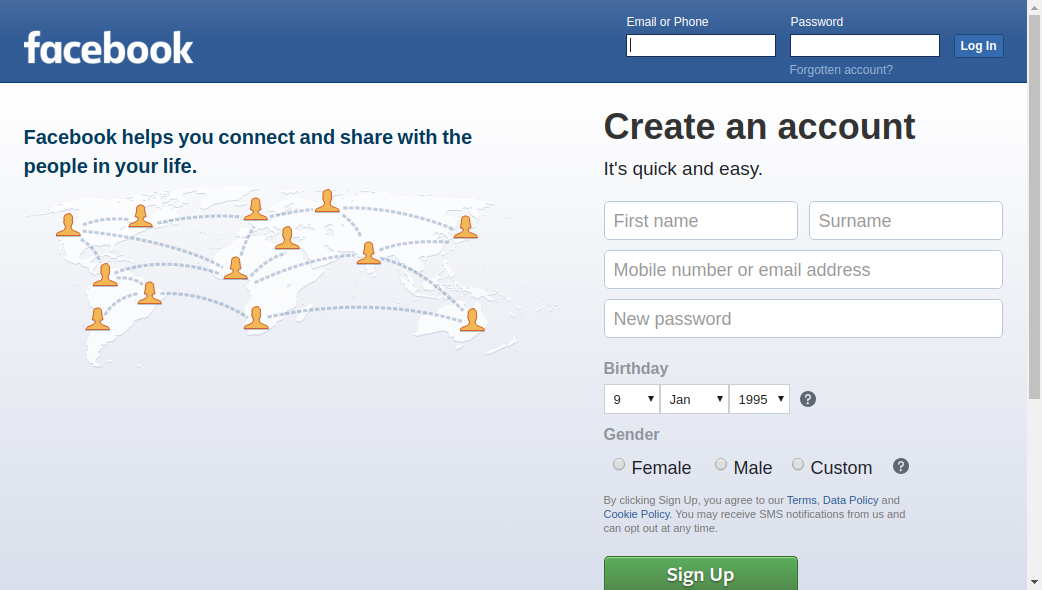 facebook
Email or Phone
Password
Log In
Forgotten account?
Facebook helps you connect and share with the
people in your life.
Create an account
It's quick and easy.
First name
Surname
Mobile number or email address
New password
Birthday
9
Jan
1995
?
Gender
Female
Male
Custom
?
By clicking Sign Up, you agree to our Terms, Data Policy and
Cookie Policy. You may receive SMS notifications from us and
can opt out at any time.
Sign Up